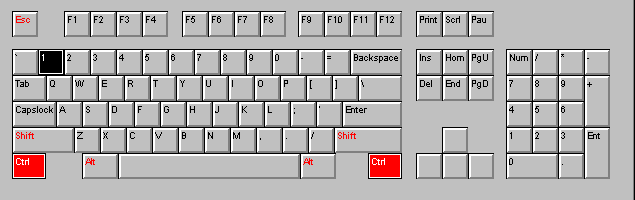 Esc F1 F2 F3 F4 F5 F6 F7 F8 F9 F10 F11 F12 Print Scrl Pau
` 1 2 3 4 5 6 7 8 9 0 - = Backspace Ins Hom PgU Num / * -
Tab Q W E R T Y U I O P [ ] \ Del End PgD 7 8 9 +
Capslock A S D F G H J K L ; ' Enter 4 5 6
Shift Z X C V B N M , . / Shift 1 2 3 Ent
Ctrl Alt Alt Ctrl 0 .